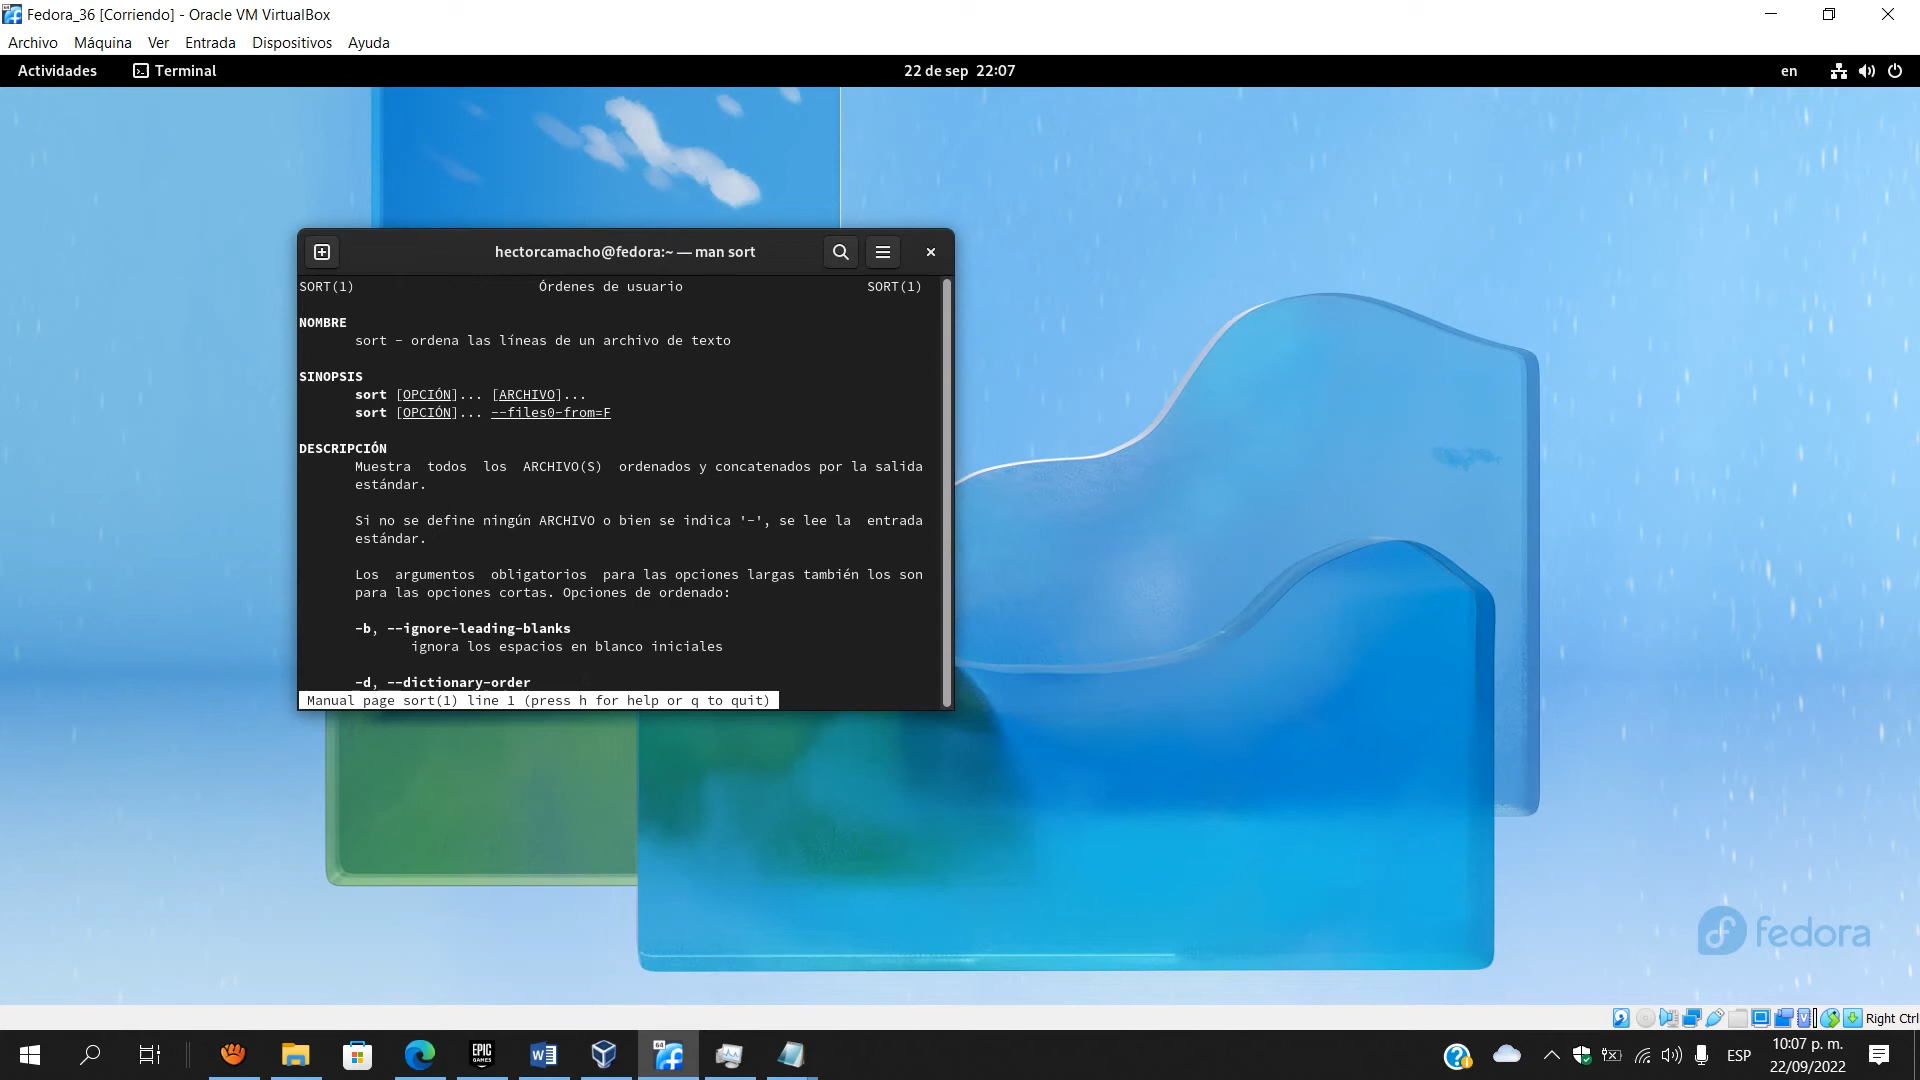 Fedora_36 [Corriendo] - Oracle VM VirtualBox
Archivo Máquina Ver Entrada Dispositivos Ayuda
Actividades Terminal 22 de sep 22:07 en
hectorcamacho@fedora:~ — man sort
SORT(1) Órdenes de usuario SORT(1)
NOMBRE
sort - ordena las líneas de un archivo de texto
SINOPSIS
sort [OPCIÓN]... [ARCHIVO]...
sort [OPCIÓN]... --files0-from=F
DESCRIPCIÓN
Muestra todos los ARCHIVO(S) ordenados y concatenados por la salida
estándar.
Si no se define ningún ARCHIVO o bien se indica '-', se lee la entrada
estándar.
Los argumentos obligatorios para las opciones largas también los son
para las opciones cortas. Opciones de ordenado:
-b, --ignore-leading-blanks
ignora los espacios en blanco iniciales
-d, --dictionary-order
Manual page sort(1) line 1 (press h for help or q to quit)
fedora
Right Ctrl
EPIC GAMES
64
ESP
10:07 p. m.
22/09/2022